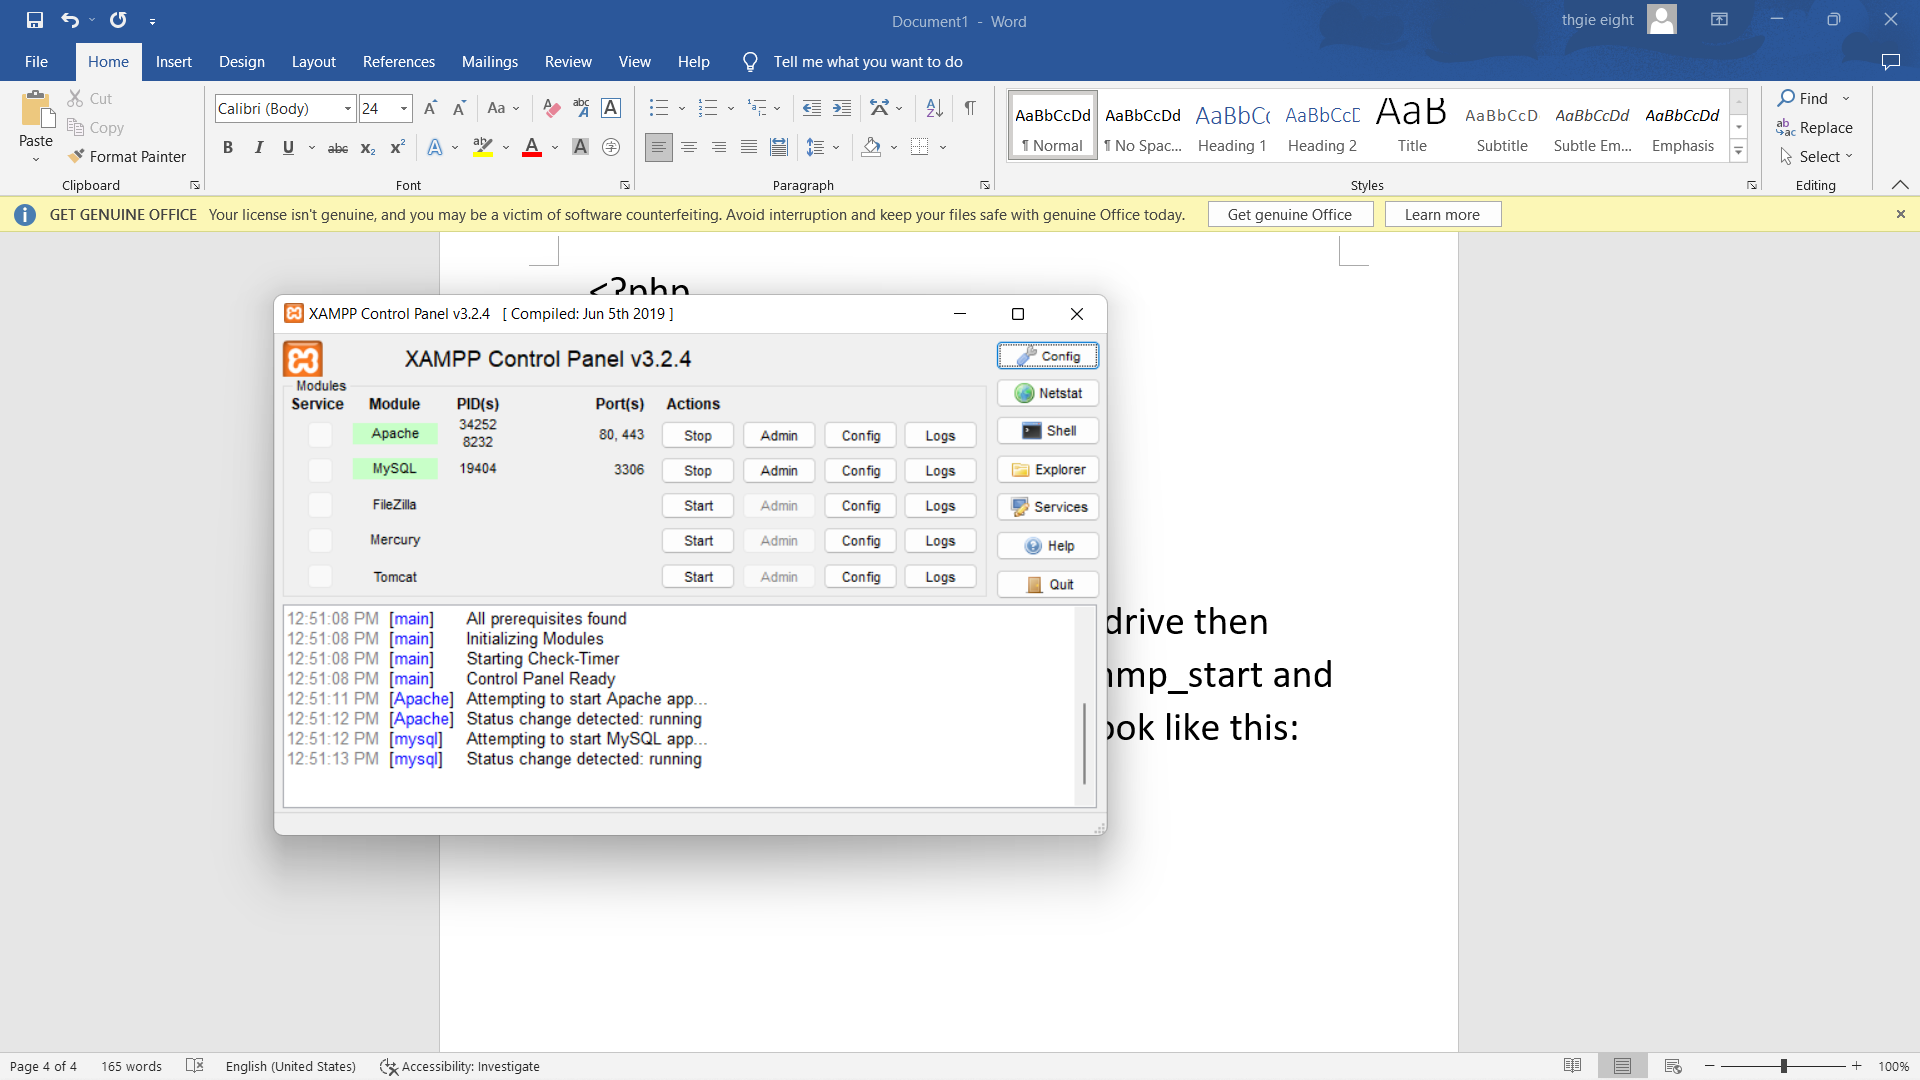 Document1 - Word
thgie eight
File Home Insert Design Layout References Mailings Review View Help Tell me what you want to do
Paste
Cut
Copy
Format Painter
Clipboard
Calibri (Body) 24
Aa
B I U abc x₂ x² A ab A A
Font
Paragraph
AaBbCcDd AaBbCcDd AaBbCc AaBbCcD AaB AaBbCcD AaBbCcDd AaBbCcDd
¶ Normal ¶ No Spac... Heading 1 Heading 2 Title Subtitle Subtle Em... Emphasis
Styles
Find
Replace
Select
Editing
GET GENUINE OFFICE Your license isn't genuine, and you may be a victim of software counterfeiting. Avoid interruption and keep your files safe with genuine Office today. Get genuine Office Learn more
<?php
XAMPP Control Panel v3.2.4 [ Compiled: Jun 5th 2019 ]
XAMPP Control Panel v3.2.4
Modules
Service Module PID(s) Port(s) Actions
Apache 34252 8232 80, 443 Stop Admin Config Logs
MySQL 19404 3306 Stop Admin Config Logs
FileZilla Start Admin Config Logs
Mercury Start Admin Config Logs
Tomcat Start Admin Config Logs
Config
Netstat
Shell
Explorer
Services
Help
Quit
12:51:08 PM [main] All prerequisites found
12:51:08 PM [main] Initializing Modules
12:51:08 PM [main] Starting Check-Timer
12:51:08 PM [main] Control Panel Ready
12:51:11 PM [Apache] Attempting to start Apache app...
12:51:12 PM [Apache] Status change detected: running
12:51:12 PM [mysql] Attempting to start MySQL app...
12:51:13 PM [mysql] Status change detected: running
drive then
mp_start and
ook like this:
Page 4 of 4 165 words English (United States) Accessibility: Investigate 100%